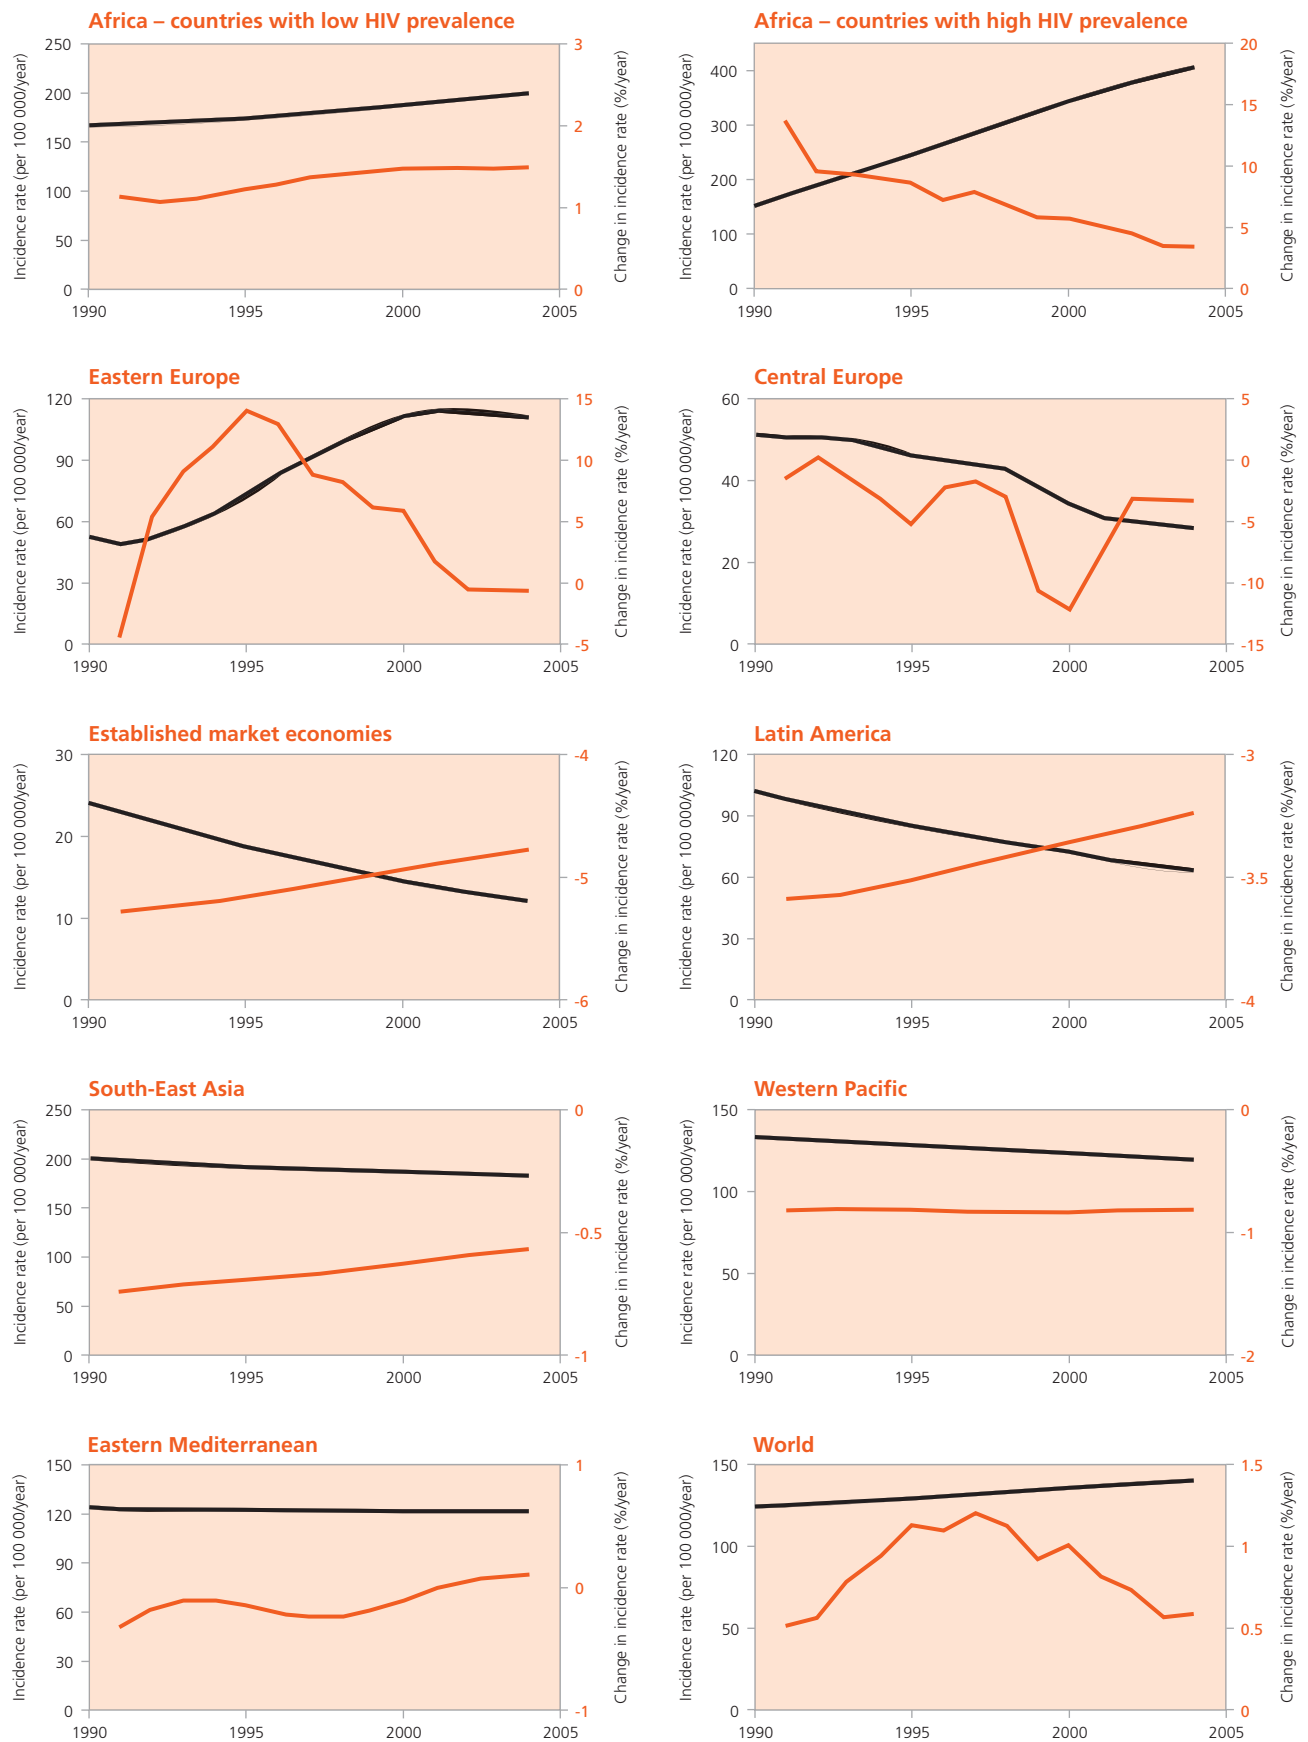 Africa – countries with low HIV prevalence
Incidence rate (per 100 000/year)
250
200
150
100
50
0
3
2
1
0
Change in incidence rate (%/year)
1990 1995 2000 2005
Africa – countries with high HIV prevalence
Incidence rate (per 100 000/year)
400
300
200
100
0
20
15
10
5
0
Change in incidence rate (%/year)
1990 1995 2000 2005
Eastern Europe
Incidence rate (per 100 000/year)
120
90
60
30
0
15
10
5
0
-5
Change in incidence rate (%/year)
1990 1995 2000 2005
Central Europe
Incidence rate (per 100 000/year)
60
40
20
0
5
0
-5
-10
-15
Change in incidence rate (%/year)
1990 1995 2000 2005
Established market economies
Incidence rate (per 100 000/year)
30
20
10
0
-4
-5
-6
Change in incidence rate (%/year)
1990 1995 2000 2005
Latin America
Incidence rate (per 100 000/year)
120
90
60
30
0
-3
-3.5
-4
Change in incidence rate (%/year)
1990 1995 2000 2005
South-East Asia
Incidence rate (per 100 000/year)
250
200
150
100
50
0
0
-0.5
-1
Change in incidence rate (%/year)
1990 1995 2000 2005
Western Pacific
Incidence rate (per 100 000/year)
150
100
50
0
0
-1
-2
Change in incidence rate (%/year)
1990 1995 2000 2005
Eastern Mediterranean
Incidence rate (per 100 000/year)
150
120
90
60
30
0
1
0
-1
Change in incidence rate (%/year)
1990 1995 2000 2005
World
Incidence rate (per 100 000/year)
150
100
50
0
1.5
1
0.5
0
Change in incidence rate (%/year)
1990 1995 2000 2005